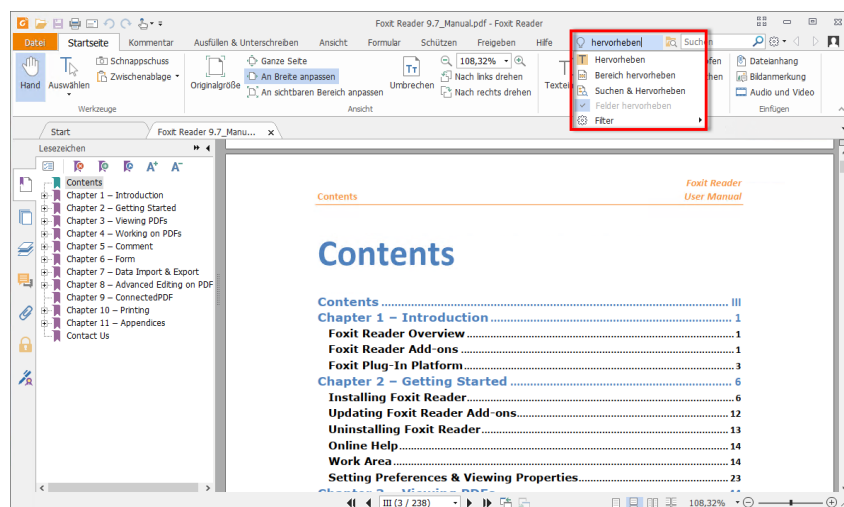 Foxit Reader 9.7_Manual.pdf - Foxit Reader
Datei Startseite Kommentar Ausfüllen & Unterschreiben Ansicht Formular Schützen Freigeben Hilfe hervorheben Suchen
Hand
Auswählen
Schnappschuss
Zwischenablage
Werkzeuge
Originalgröße
Ganze Seite
An Breite anpassen
An sichtbaren Bereich anpassen
Umbrechen
108,32%
Nach links drehen
Nach rechts drehen
Ansicht
Hervorheben
Bereich hervorheben
Suchen & Hervorheben
Felder hervorheben
Filter
Dateianhang
Bildanmerkung
Audio und Video
Einfügen
Start
Foxit Reader 9.7_Manu...
Lesezeichen
Contents
Chapter 1 – Introduction
Chapter 2 – Getting Started
Chapter 3 – Viewing PDFs
Chapter 4 – Working on PDFs
Chapter 5 – Comment
Chapter 6 – Form
Chapter 7 – Data Import & Export
Chapter 8 – Advanced Editing on PDF
Chapter 9 – ConnectedPDF
Chapter 10 – Printing
Chapter 11 – Appendices
Contact Us
Foxit Reader
Contents User Manual
Contents
Contents ... III
Chapter 1 – Introduction ... 1
Foxit Reader Overview ... 1
Foxit Reader Add-ons ... 1
Foxit Plug-In Platform ... 3
Chapter 2 – Getting Started ... 6
Installing Foxit Reader ... 6
Updating Foxit Reader Add-ons ... 12
Uninstalling Foxit Reader ... 13
Online Help ... 14
Work Area ... 14
Setting Preferences & Viewing Properties ... 23
III (3 / 238)
108,32%